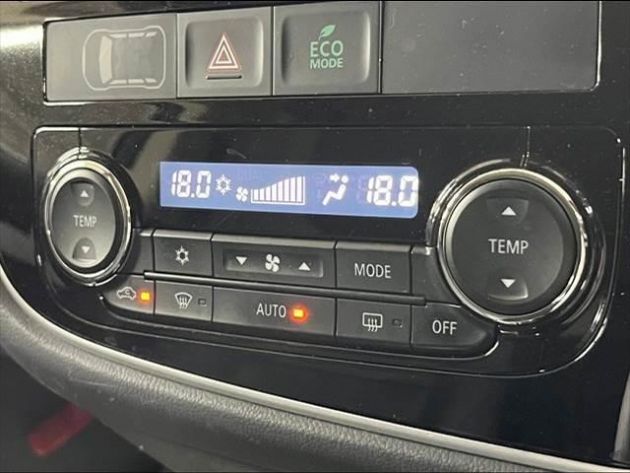 ECO
MODE
18.0 18.0
TEMP
TEMP
MODE
AUTO
OFF